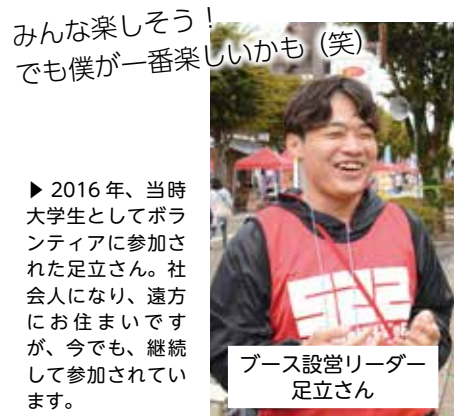 みんな楽しそう！
でも僕が一番楽しいかも（笑）
▶ 2016 年、当時
大学生としてボラ
ンティアに参加さ
れた足立さん。社
会人になり、遠方
にお住まいです
が、今でも、継続
して参加されてい
ます。
ブース設営リーダー
足立さん